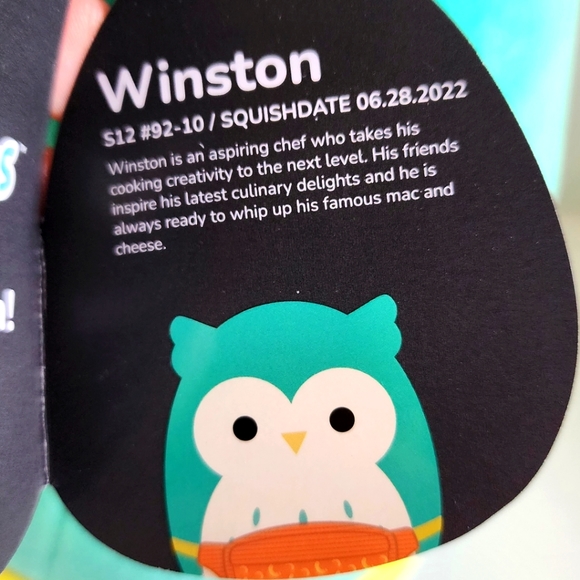 Winston
S12 #92-10 / SQUISHDATE 06.28.2022
Winston is an aspiring chef who takes his
cooking creativity to the next level. His friends
inspire his latest culinary delights and he is
always ready to whip up his famous mac and
cheese.